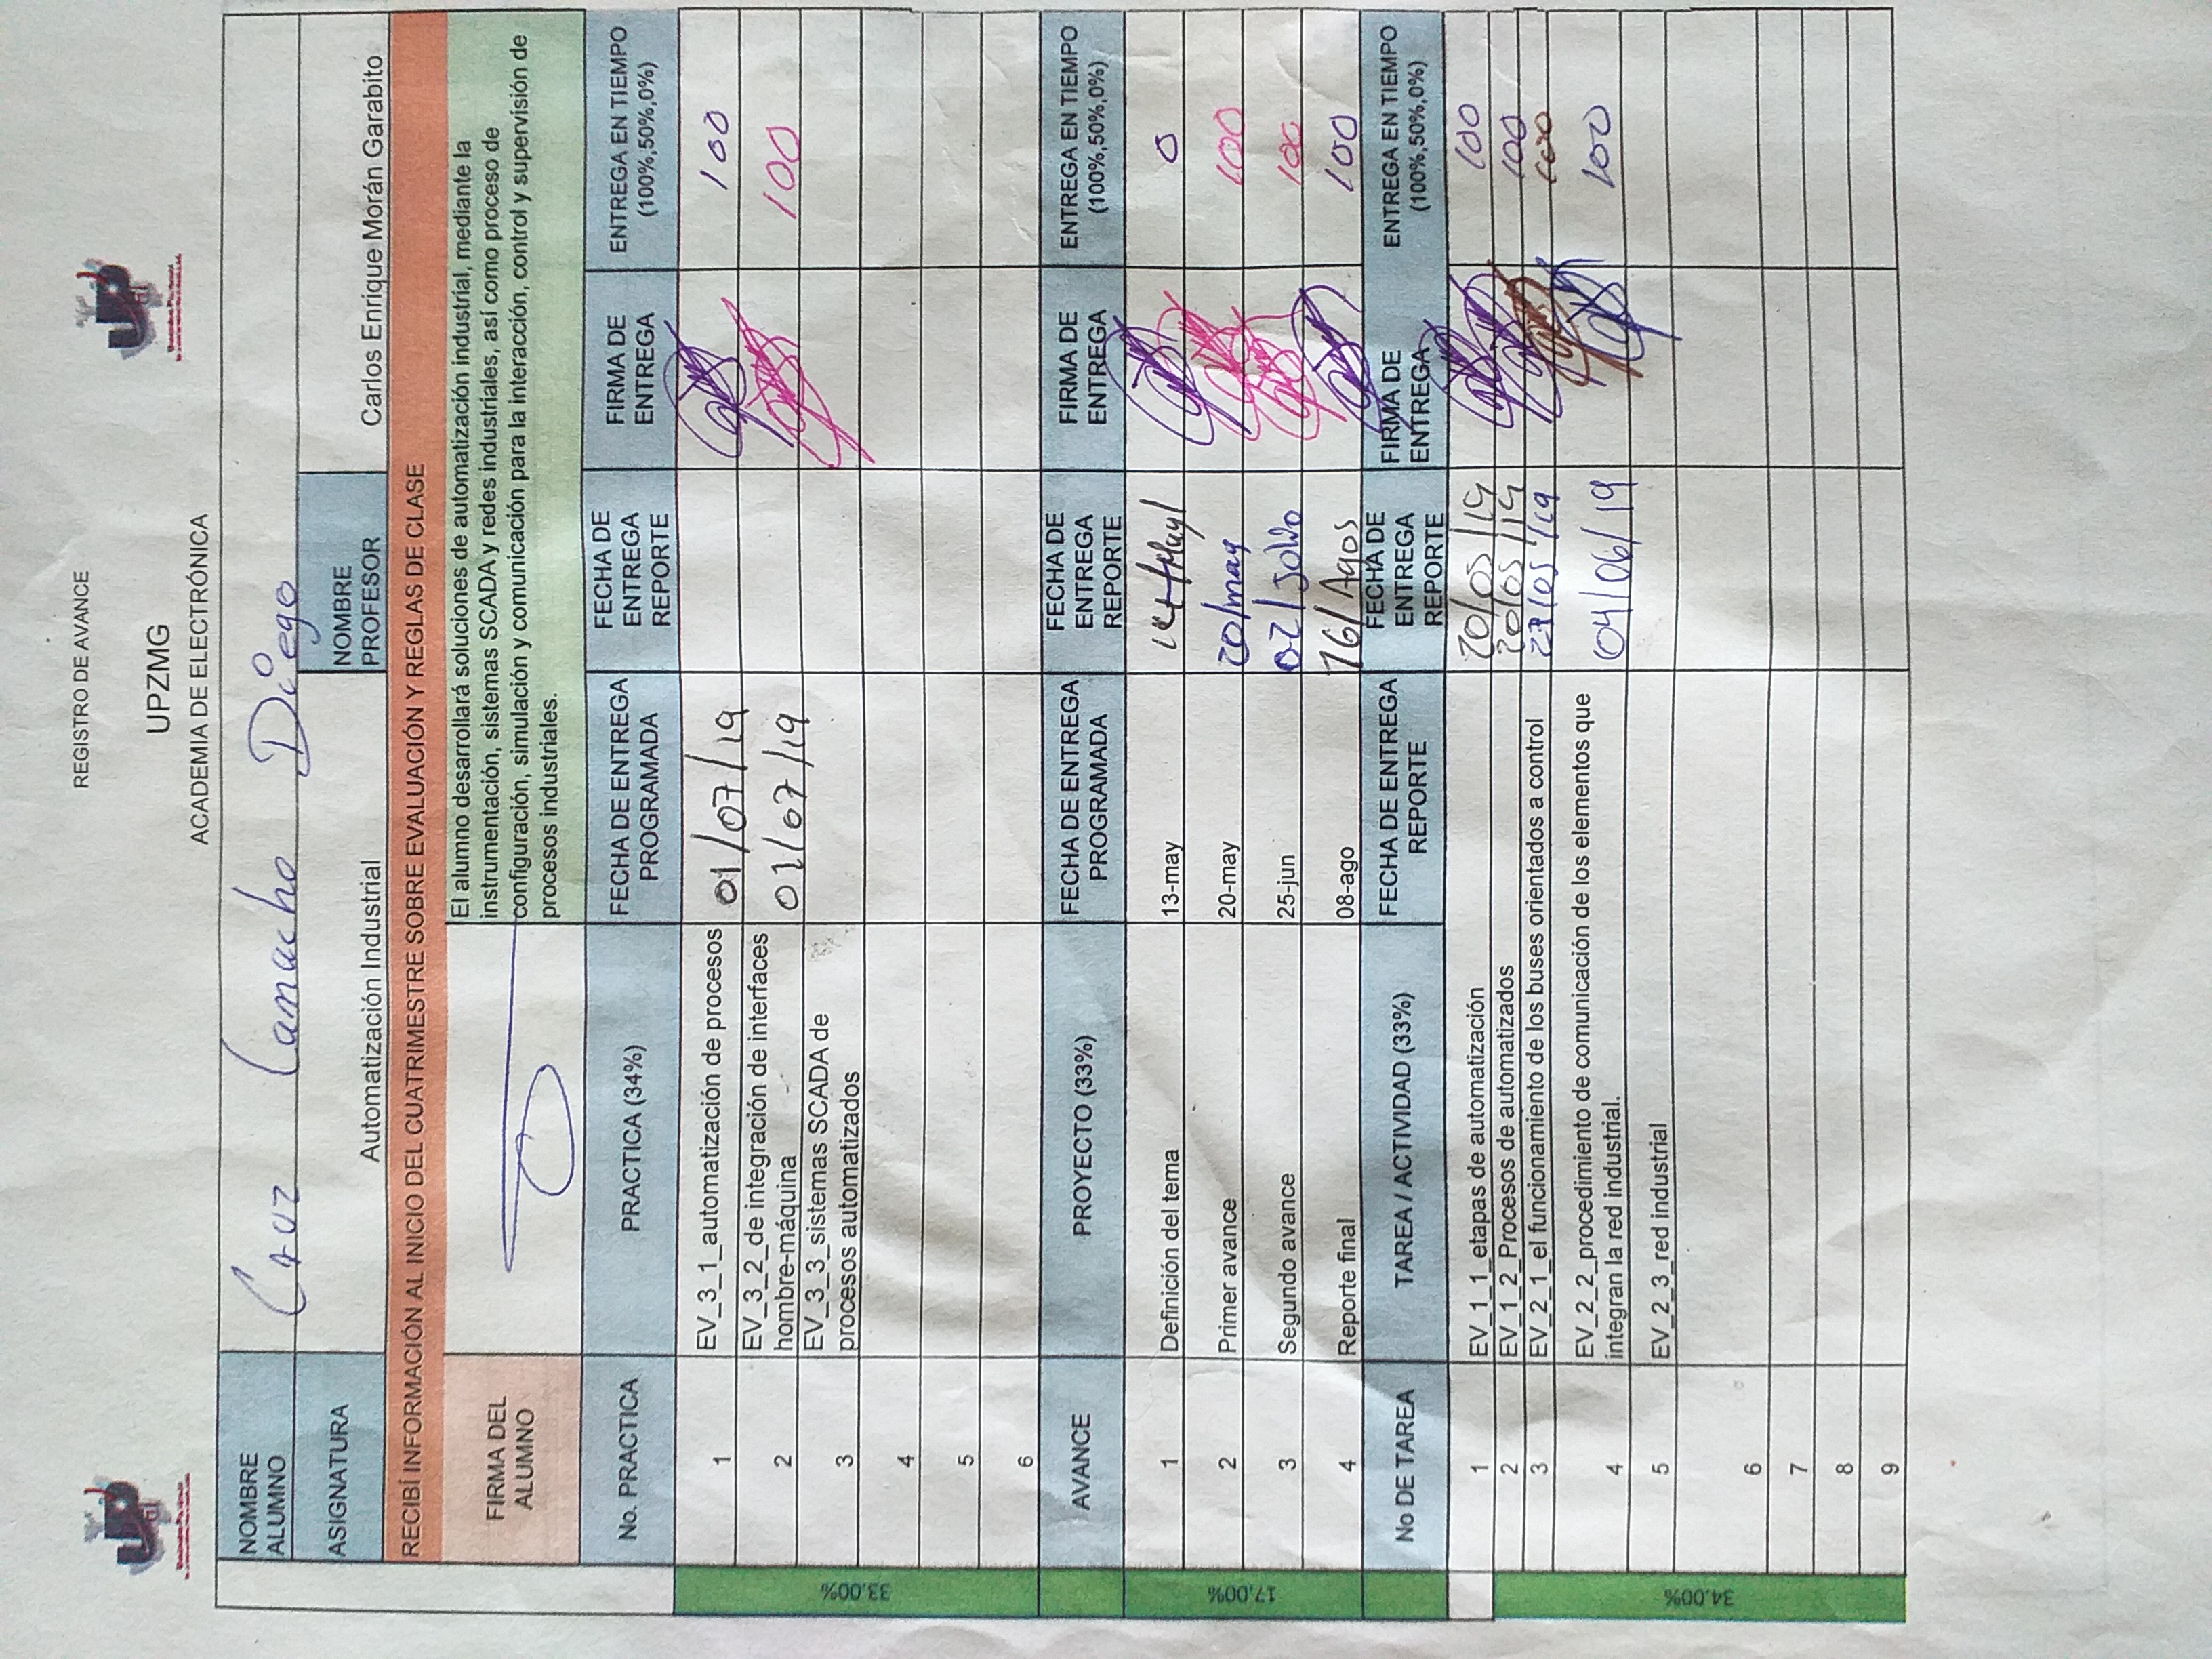 REGISTRO DE AVANCE
UPZMG
ACADEMIA DE ELECTRÓNICA
NOMBRE ALUMNO Cruz Camacho Diego
ASIGNATURA Automatización Industrial NOMBRE PROFESOR Carlos Enrique Morán Garabito
RECIBÍ INFORMACIÓN AL INICIO DEL CUATRIMESTRE SOBRE EVALUACIÓN Y REGLAS DE CLASE
FIRMA DEL ALUMNO
El alumno desarrollará soluciones de automatización industrial, mediante la
instrumentación, sistemas SCADA y redes industriales, así como proceso de
configuración, simulación y comunicación para la interacción, control y supervisión de
procesos industriales.
No. PRACTICA PRACTICA (34%) FECHA DE ENTREGA PROGRAMADA FECHA DE ENTREGA REPORTE FIRMA DE ENTREGA ENTREGA EN TIEMPO (100%,50%,0%)
33.00%
1 EV_3_1_automatización de procesos 01/07/19 100
2 EV_3_2_de integración de interfaces hombre-máquina 01/07/19 100
3 EV_3_3_sistemas SCADA de procesos automatizados
4
5
6
AVANCE PROYECTO (33%) FECHA DE ENTREGA PROGRAMADA FECHA DE ENTREGA REPORTE FIRMA DE ENTREGA ENTREGA EN TIEMPO (100%,50%,0%)
17.00%
1 Definición del tema 13-may 0
2 Primer avance 20-may 20/may 100
3 Segundo avance 25-jun 02/Julio 100
4 Reporte final 08-ago 16/Agos 100
No DE TAREA TAREA / ACTIVIDAD (33%) FECHA DE ENTREGA REPORTE FECHA DE ENTREGA REPORTE FIRMA DE ENTREGA ENTREGA EN TIEMPO (100%,50%,0%)
34.00%
1 EV_1_1_etapas de automatización 20/05/19 100
2 EV_1_2_Procesos de automatizados 20/05/19 100
3 EV_2_1_el funcionamiento de los buses orientados a control 27/05/19 100
4 EV_2_2_procedimiento de comunicación de los elementos que integran la red industrial. 04/06/19 100
5 EV_2_3_red industrial
6
7
8
9